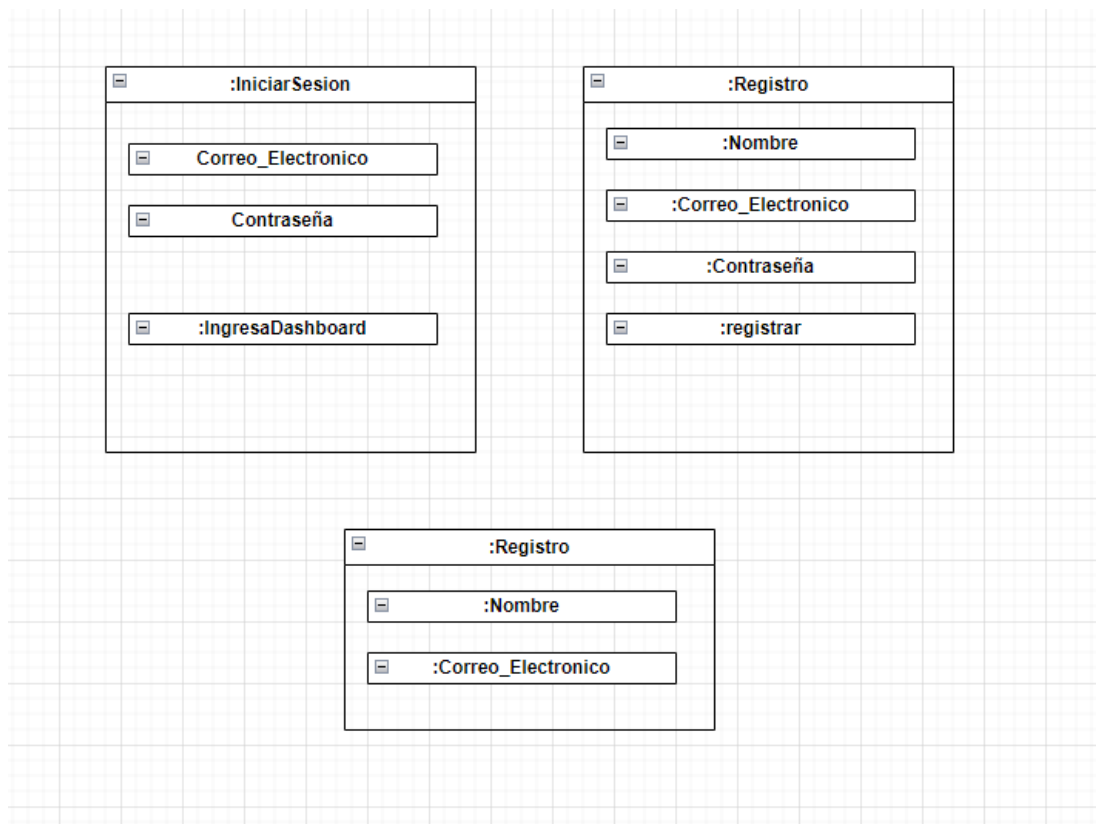 :IniciarSesion
Correo_Electronico
Contraseña
:IngresaDashboard
:Registro
:Nombre
:Correo_Electronico
:Contraseña
:registrar
:Registro
:Nombre
:Correo_Electronico